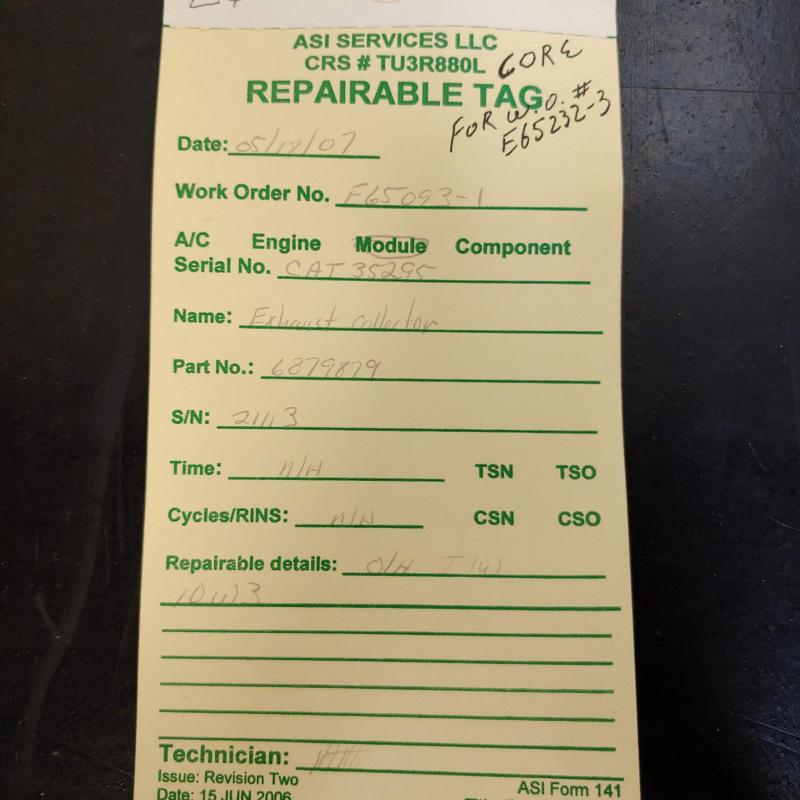 ASI SERVICES LLC
CRS # TU3R880L CORE
REPAIRABLE TAG
FOR W.O. #
E65232-3
Date: 05/18/07
Work Order No. E65093-1
A/C Engine Module Component
Serial No. CAT 35295
Name: Exhaust collector
Part No.: 6879879
S/N: 21113
Time: N/A TSN TSO
Cycles/RINS: N/A CSN CSO
Repairable details: O/H
Technician:
Issue: Revision Two
ASI Form 141
Date: 15 JUN 2006